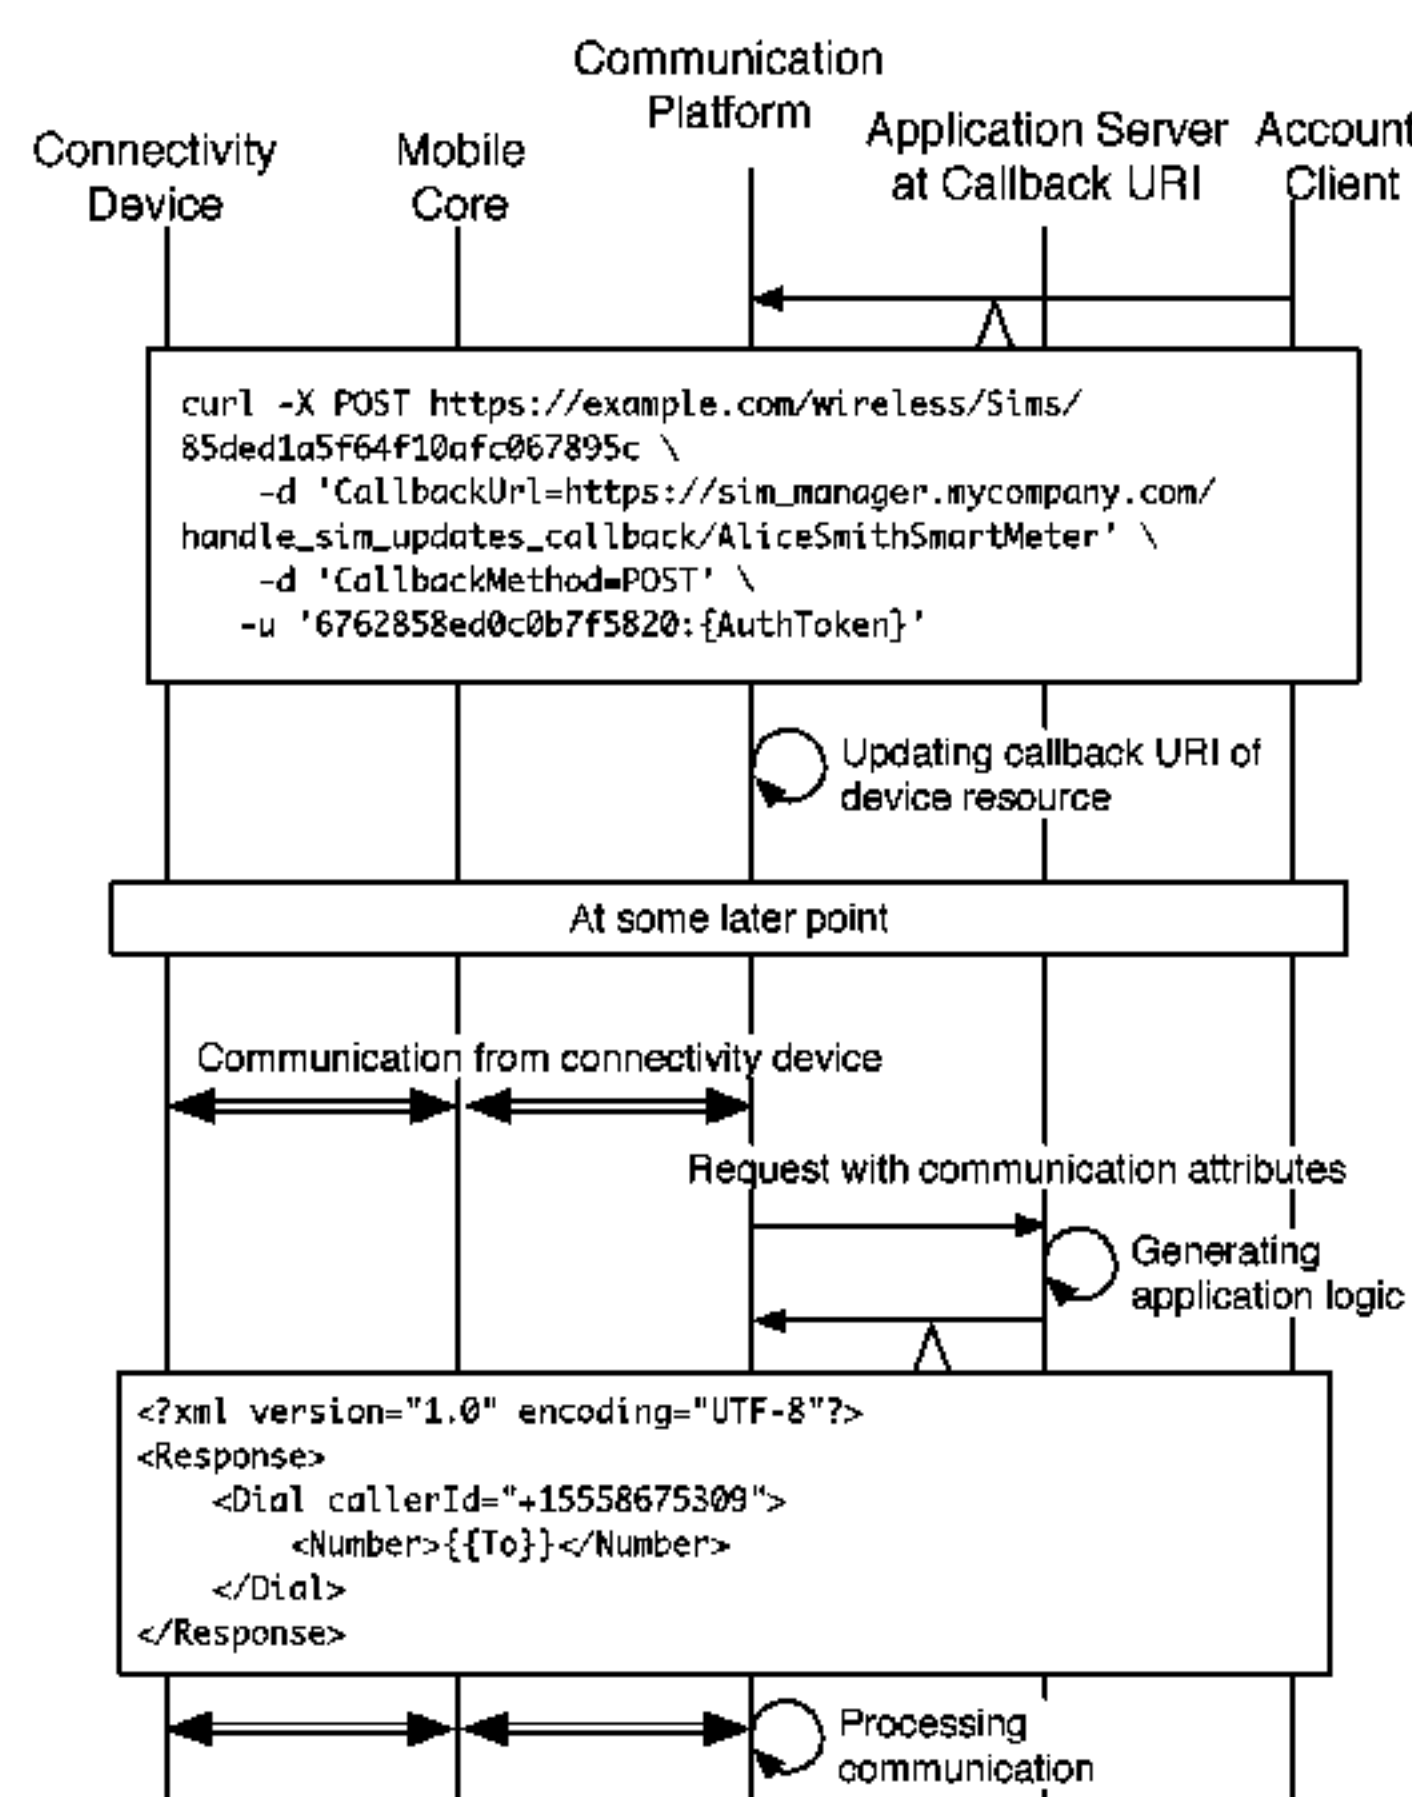 Communication
Platform
Connectivity
Device
Mobile
Core
Application Server
at Callback URI
Account
Client
curl -X POST https://example.com/wireless/Sims/
85ded1a5f64f10afc067895c \
-d 'CallbackUrl=https://sim_manager.mycompany.com/
handle_sim_updates_callback/AliceSmithSmartMeter' \
-d 'CallbackMethod=POST' \
-u '6762858ed0c0b7f5820:{AuthToken}'
Updating callback URI of
device resource
At some later point
Communication from connectivity device
Request with communication attributes
Generating
application logic
<?xml version="1.0" encoding="UTF-8"?>
<Response>
<Dial callerId="+15558675309">
<Number>{{To}}</Number>
</Dial>
</Response>
Processing
communication